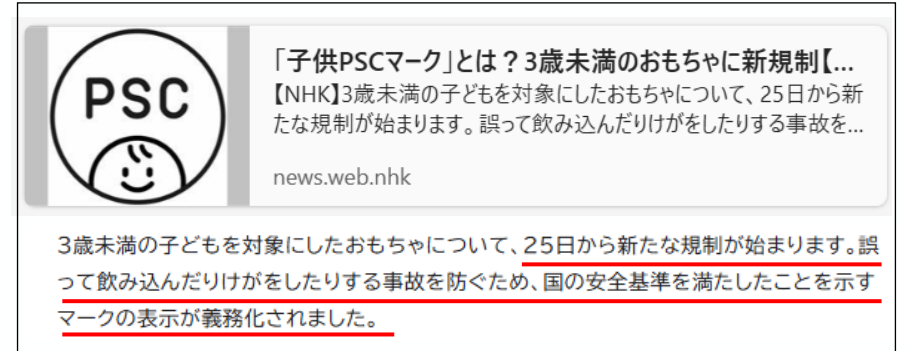 PSC
「子供PSCマーク」とは？3歳未満のおもちゃに新規制【...
【NHK】3歳未満の子どもを対象にしたおもちゃについて、25日から新
たな規制が始まります。誤って飲み込んだりけがをしたりする事故を...
news.web.nhk
3歳未満の子どもを対象にしたおもちゃについて、25日から新たな規制が始まります。誤
って飲み込んだりけがをしたりする事故を防ぐため、国の安全基準を満たしたことを示す
マークの表示が義務化されました。